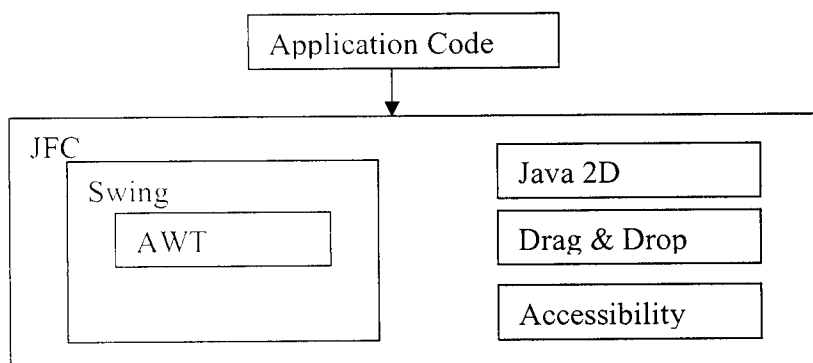 Application Code
JFC
Swing
AWT
Java 2D
Drag & Drop
Accessibility